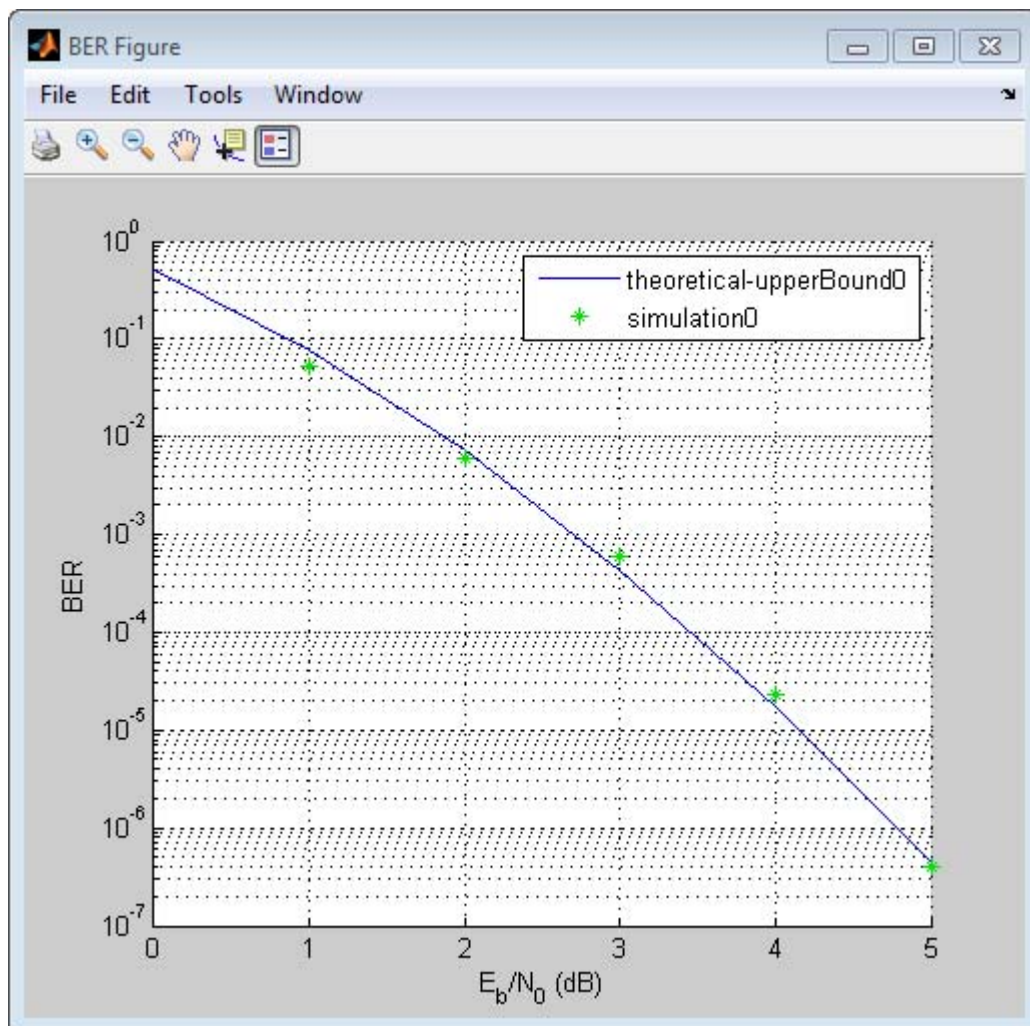 BER Figure
File Edit Tools Window
theoretical-upperBound0
simulation0
BER
10^0
10^-1
10^-2
10^-3
10^-4
10^-5
10^-6
10^-7
0 1 2 3 4 5
E_b/N_0 (dB)